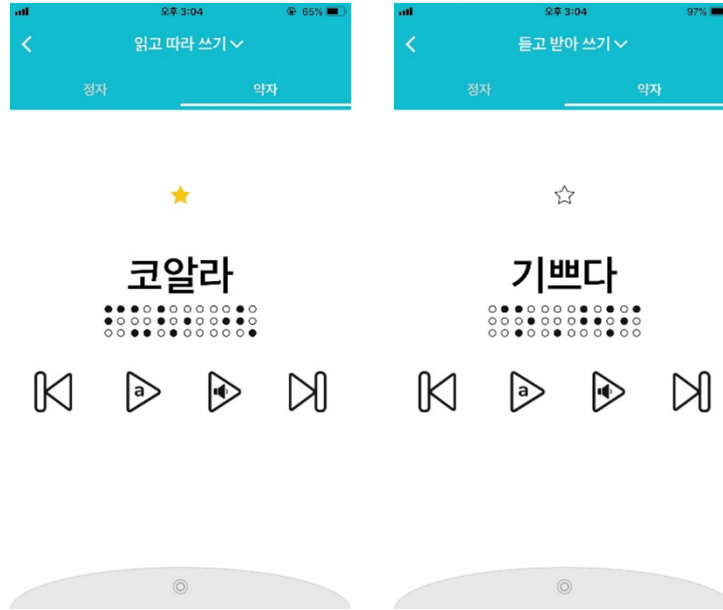 오후 3:04 65%
읽고 따라 쓰기
정자 약자
코알라
a
오후 3:04 97%
듣고 받아 쓰기
정자 약자
기쁘다
a